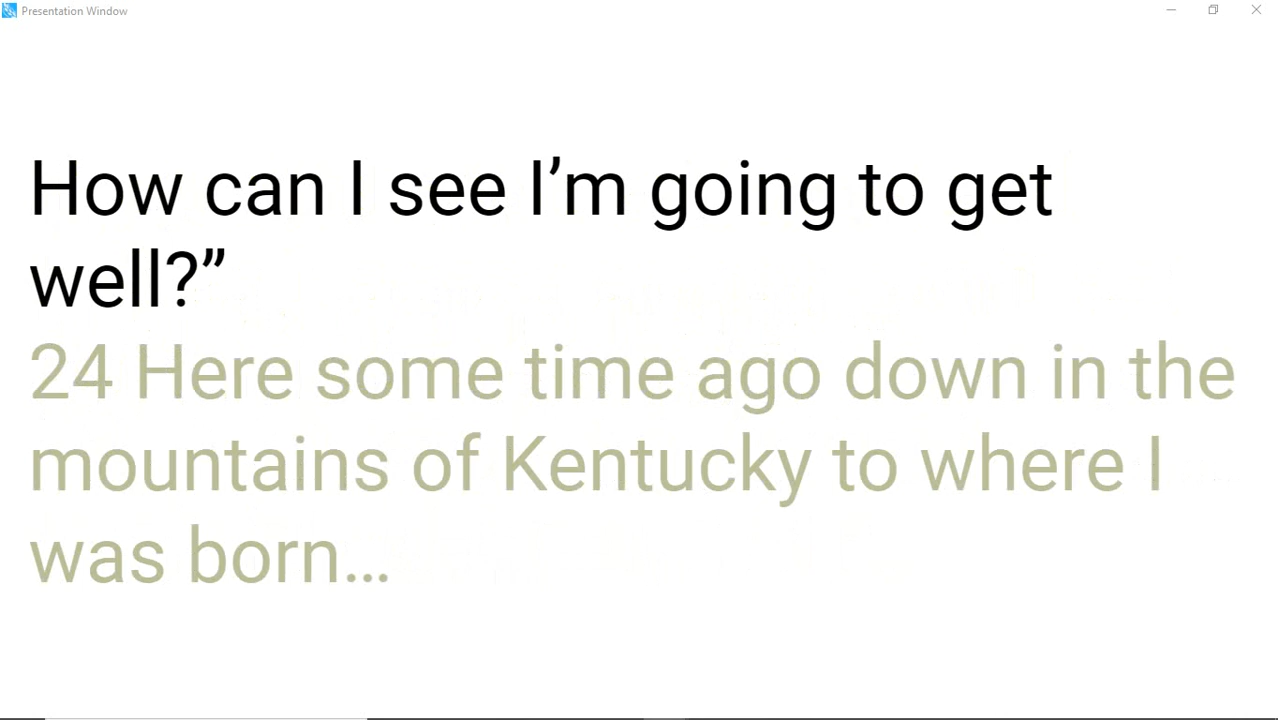 Presentation Window
How can I see I’m going to get
well?”
24 Here some time ago down in the
mountains of Kentucky to where I
was born…